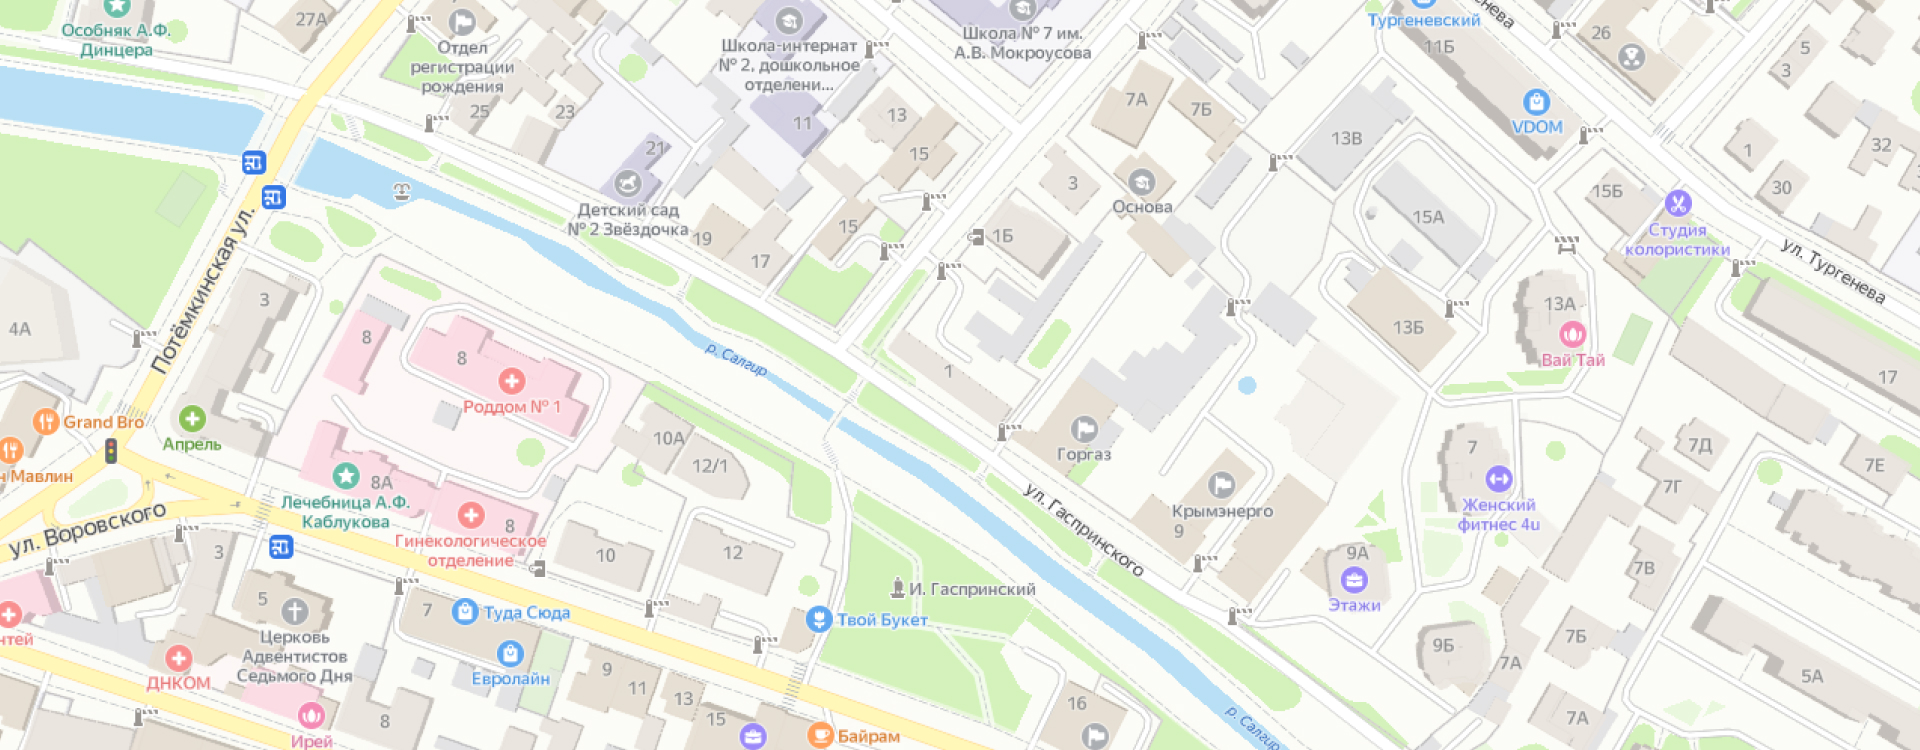 Особняк А.Ф.
Динцера
27А
Отдел
регистрации
рождения
25
23
Школа-интернат
№ 2, дошкольное
отделени...
11
Школа № 7 им.
А.В. Мокроусова
13
15
21
Детский сад
№ 2 Звёздочка
19
17
15
7А
7Б
3
Основа
1Б
13В
15А
Тургеневский
11Б
VDOM
26
5
3
1
32
30
15Б
Студия
колористики
ул. Тургенева
13А
Вай Тай
13Б
17
Потёмкинская ул.
4А
3
8
8
Роддом № 1
р. Салгир
1
Горгаз
Grand Bro
Апрель
н Мавлин
8А
Лечебница А.Ф.
Каблукова
8
Гинекологическое
отделение
10А
12/1
10
12
ул. Гаспринского
Крымэнерго
9
7
Женский
фитнес 4u
7Д
7Е
7Г
7В
9А
Этажи
ул. Воровского
3
5
Церковь
Адвентистов
Седьмого Дня
7
Туда Сюда
Евролайн
И. Гаспринский
Твой Букет
нтей
ДНКОМ
Ирей
8
9
11
13
15
Байрам
16
р. Салгир
9Б
7А
7Б
7А
5А